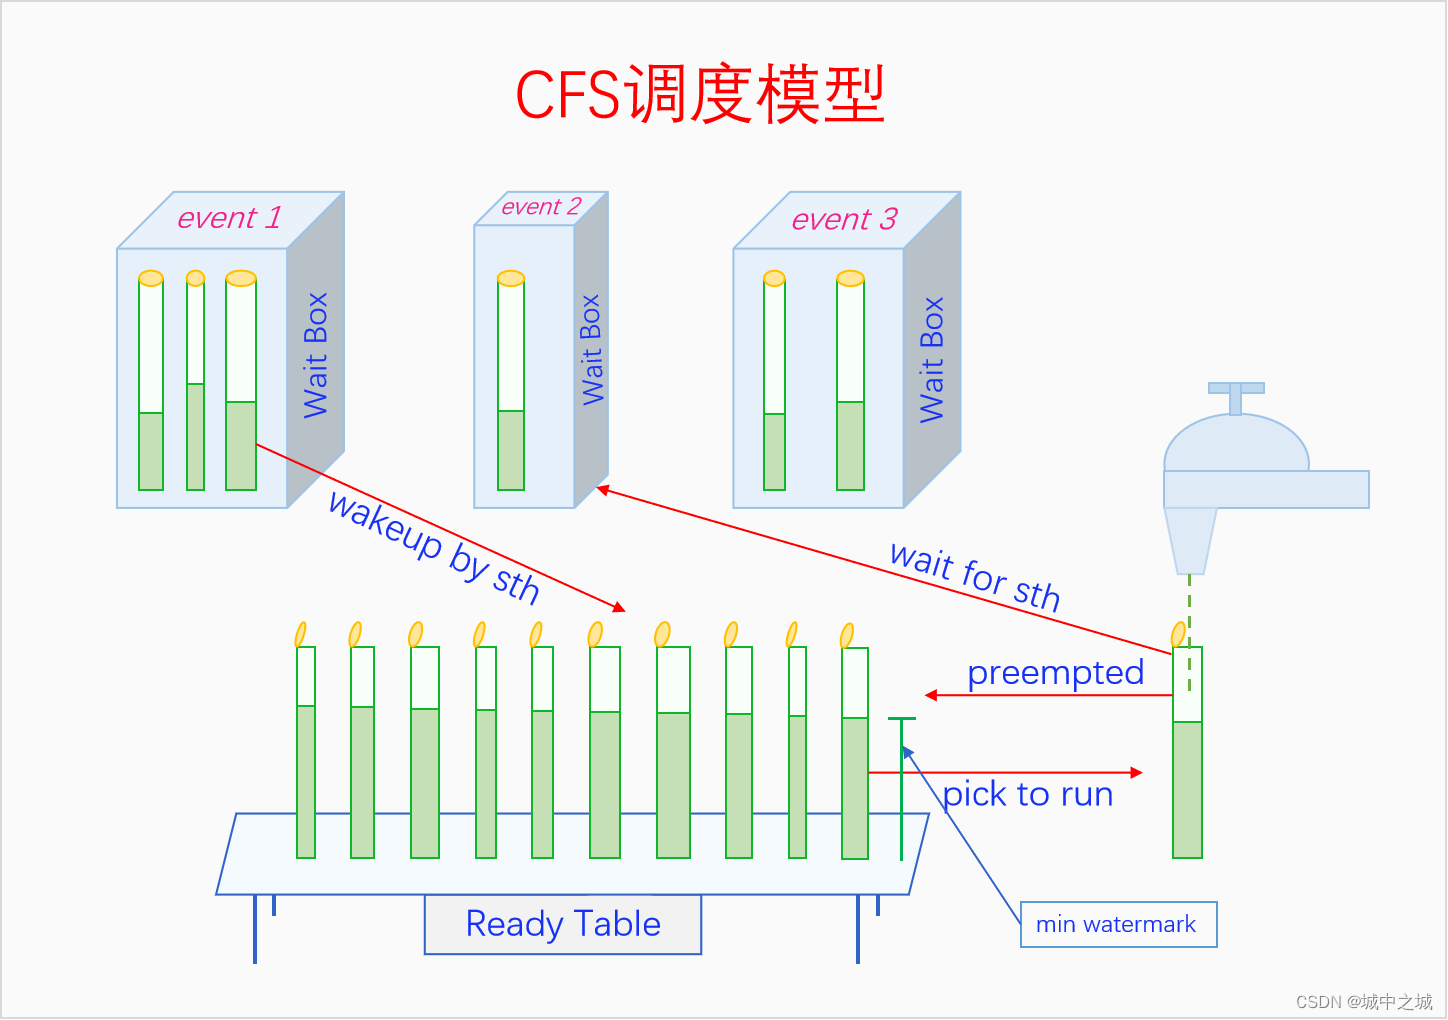 CFS调度模型
event 1
event 2
event 3
Wait Box
Wait Box
Wait Box
wakeup by sth
wait for sth
preempted
pick to run
Ready Table
min watermark
CSDN @城中之城